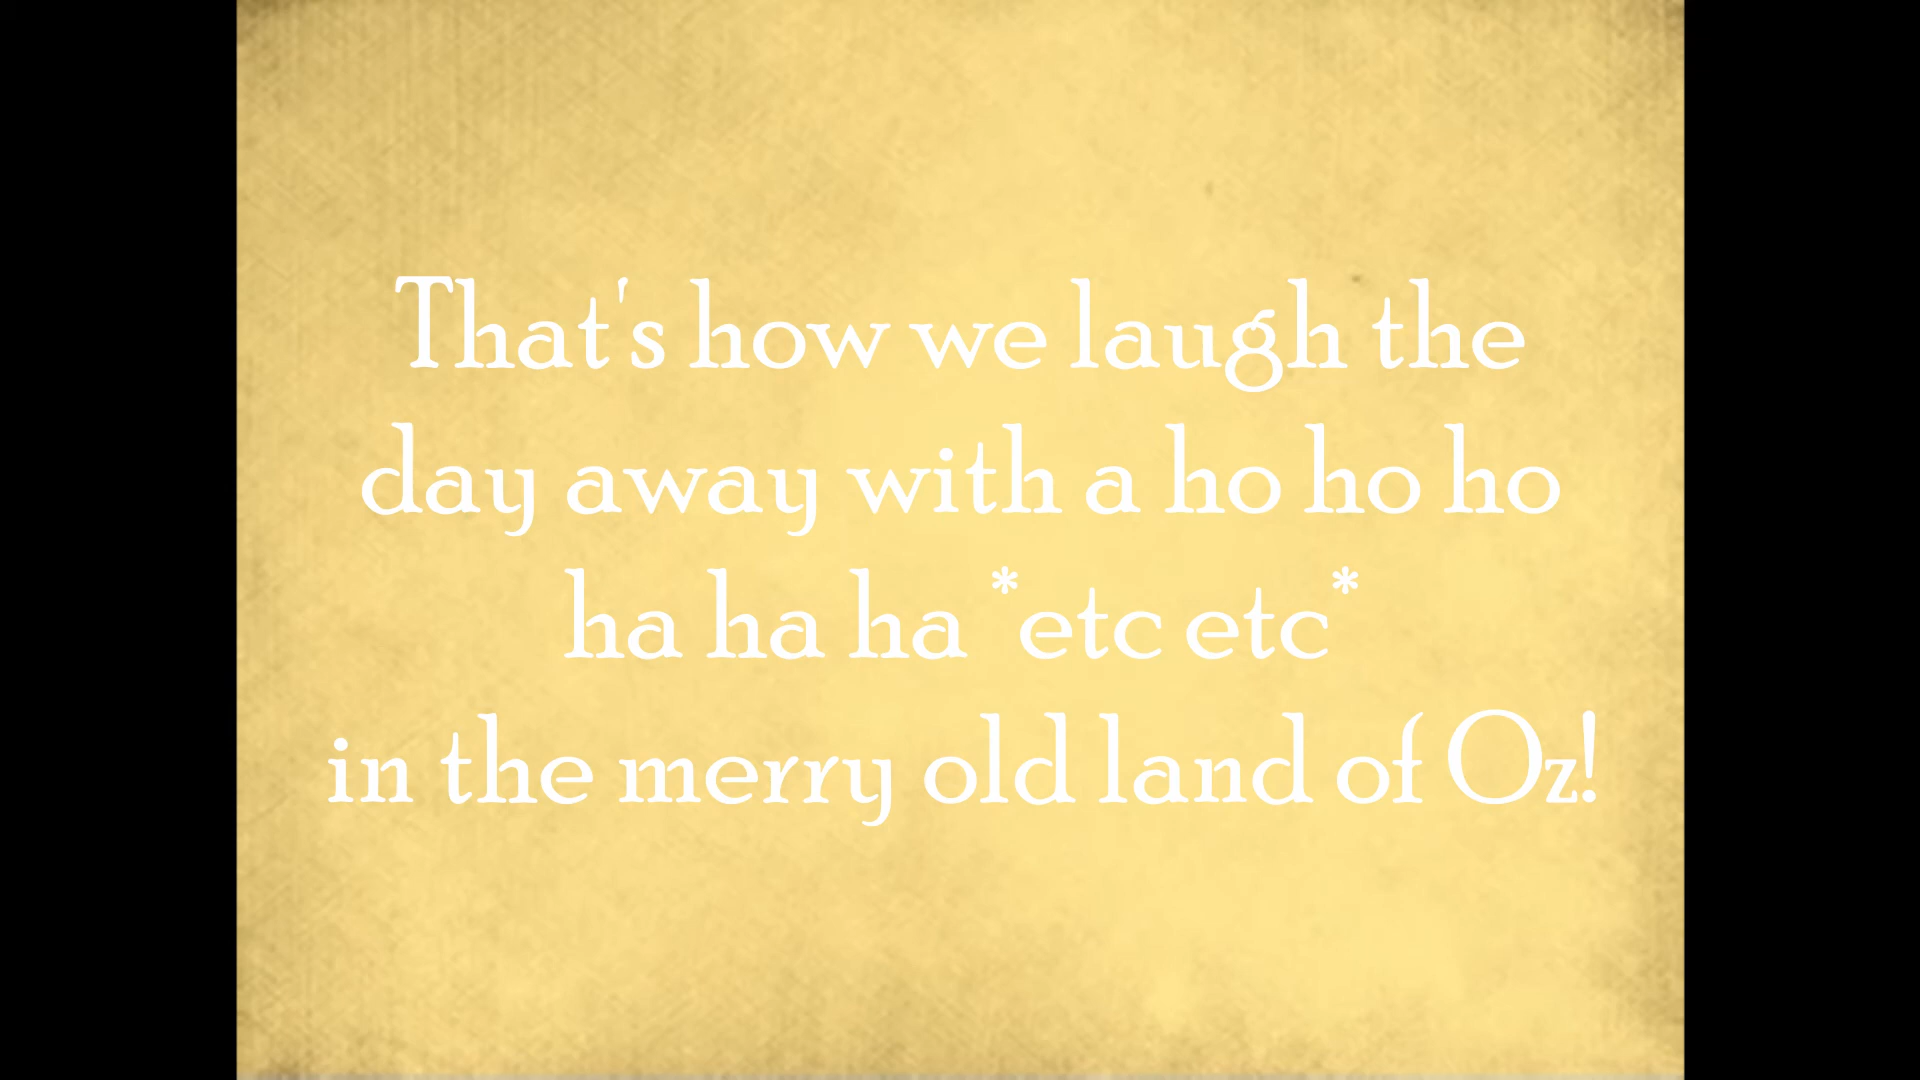 That's how we laugh the
day away with a ho ho ho
ha ha ha *etc etc*
in the merry old land of Oz!